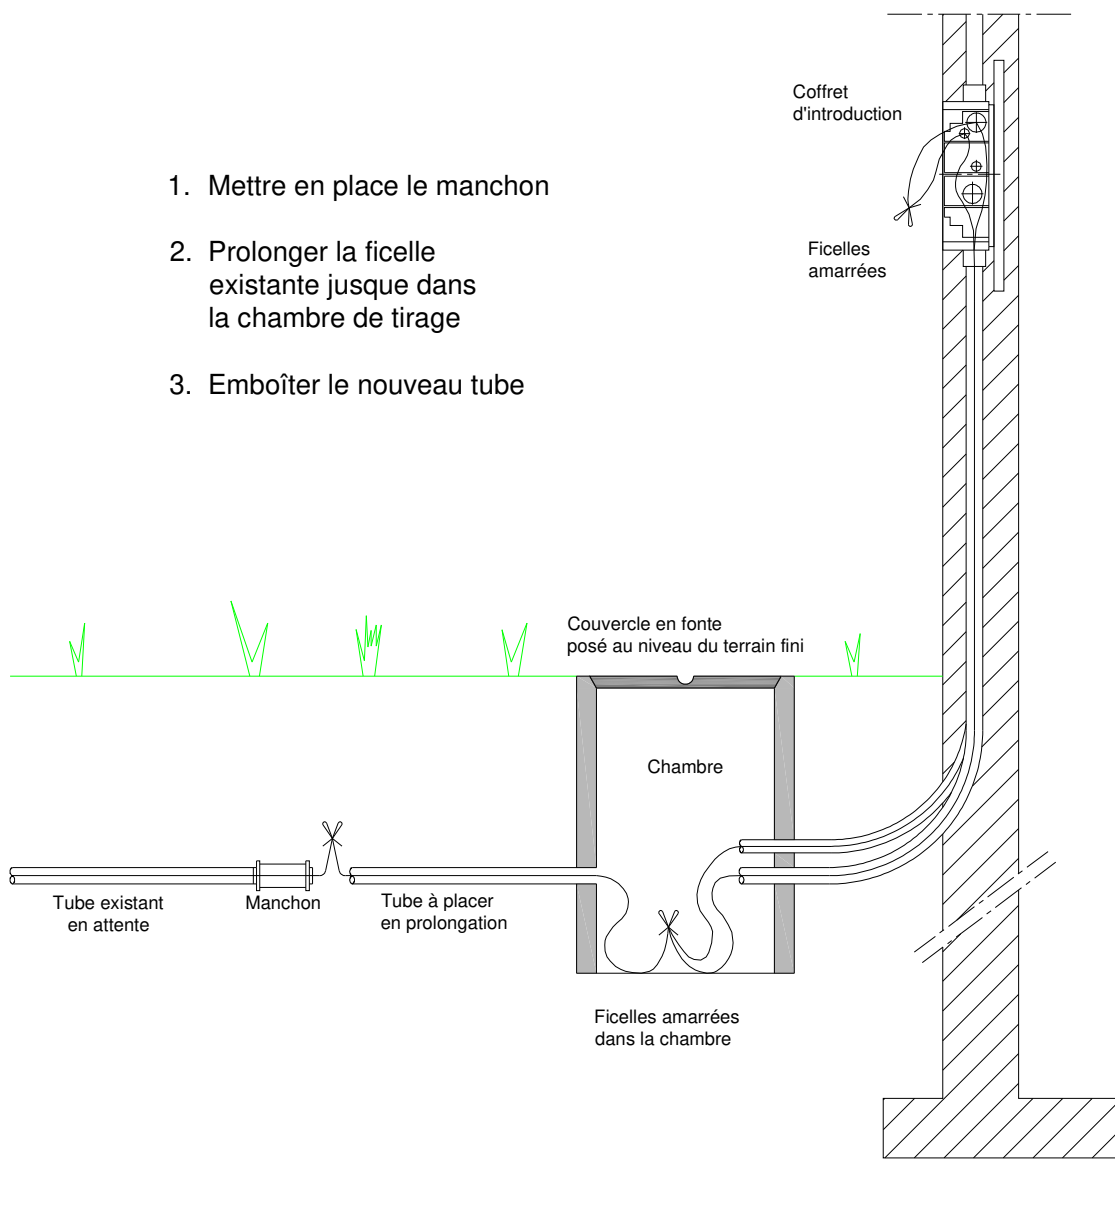 Coffret
d'introduction
1. Mettre en place le manchon
2. Prolonger la ficelle
existante jusque dans
la chambre de tirage
3. Emboîter le nouveau tube
Ficelles
amarrées
Couvercle en fonte
posé au niveau du terrain fini
Chambre
Tube existant
en attente
Manchon
Tube à placer
en prolongation
Ficelles amarrées
dans la chambre